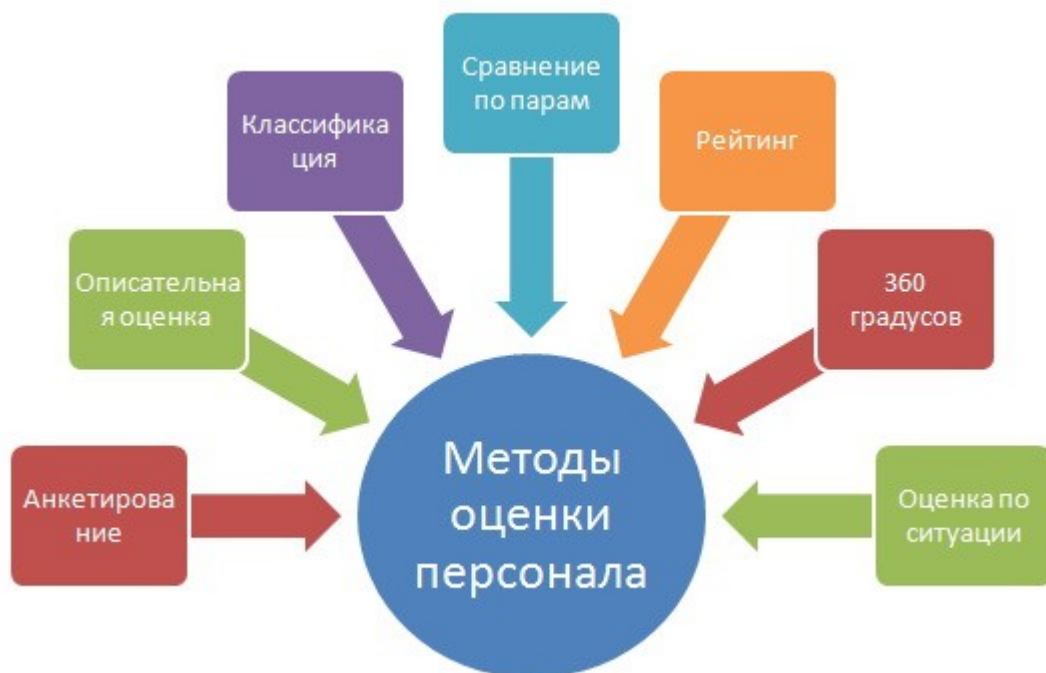 Сравнение
по парам
Классифика
ция
Рейтинг
Описательна
я оценка
360
градусов
Анкетирова
ние
Оценка по
ситуации
Методы
оценки
персонала